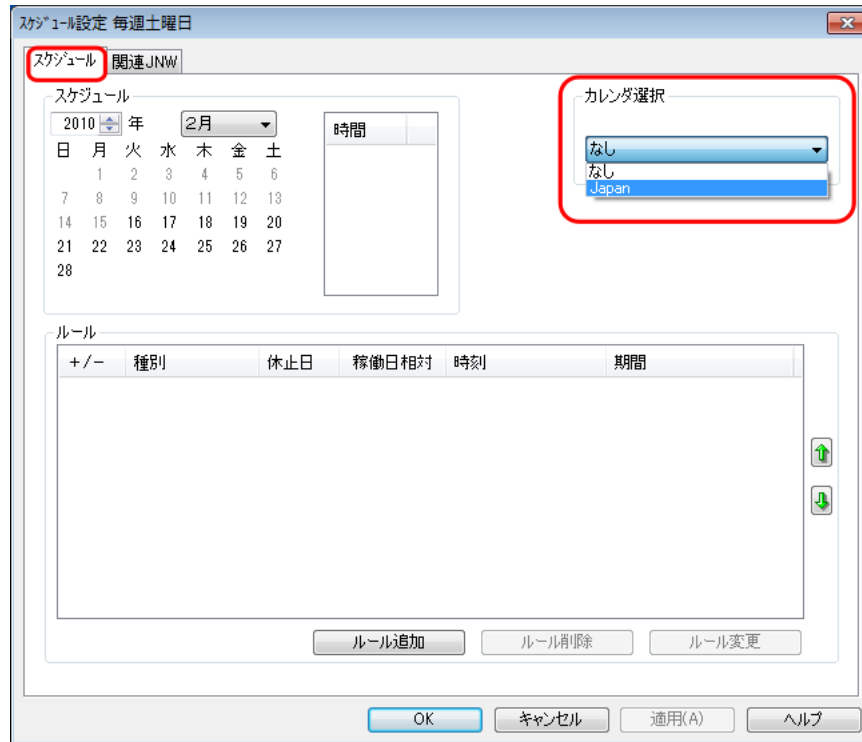 スケジュール設定 毎週土曜日
スケジュール 関連JNW
スケジュール
2010 年 2月
日 月 火 水 木 金 土
1 2 3 4 5 6
7 8 9 10 11 12 13
14 15 16 17 18 19 20
21 22 23 24 25 26 27
28
時間
カレンダ選択
なし
なし
Japan
ルール
+/- 種別 休止日 稼働日相対 時刻 期間
ルール追加 ルール削除 ルール変更
OK キャンセル 適用(A) ヘルプ